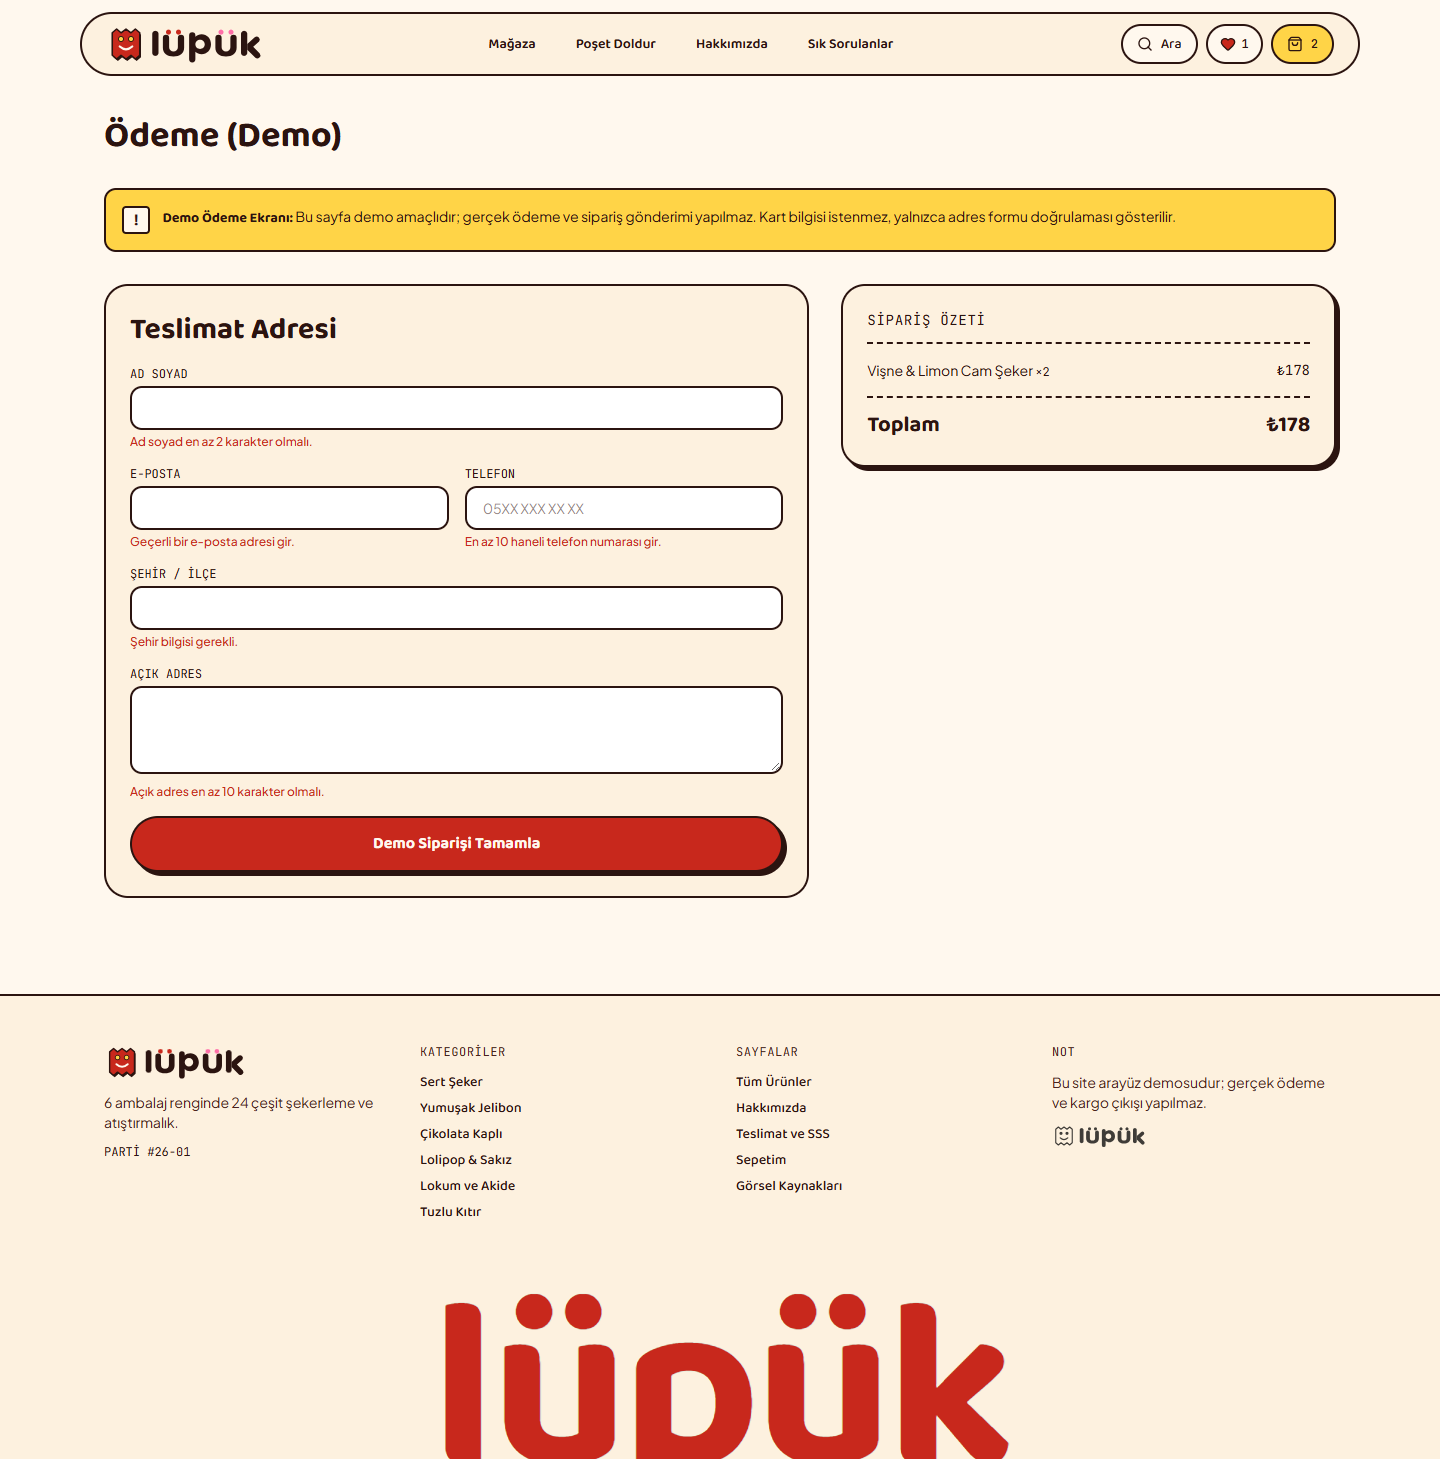 lüpük
Mağaza
Poşet Doldur
Hakkımızda
Sık Sorulanlar
Ara
1
2
Ödeme (Demo)
! Demo Ödeme Ekranı: Bu sayfa demo amaçlıdır; gerçek ödeme ve sipariş gönderimi yapılmaz. Kart bilgisi istenmez, yalnızca adres formu doğrulaması gösterilir.
Teslimat Adresi
AD SOYAD
Ad soyad en az 2 karakter olmalı.
E-POSTA
Geçerli bir e-posta adresi gir.
TELEFON
05XX XXX XX XX
En az 10 haneli telefon numarası gir.
ŞEHİR / İLÇE
Şehir bilgisi gerekli.
AÇIK ADRES
Açık adres en az 10 karakter olmalı.
Demo Siparişi Tamamla
SİPARİŞ ÖZETİ
Vişne & Limon Cam Şeker ×2 ₺178
Toplam ₺178
lüpük
6 ambalaj renginde 24 çeşit şekerleme ve
atıştırmalık.
PARTİ #26-01
KATEGORİLER
Sert Şeker
Yumuşak Jelibon
Çikolata Kaplı
Lolipop & Sakız
Lokum ve Akide
Tuzlu Kıtır
SAYFALAR
Tüm Ürünler
Hakkımızda
Teslimat ve SSS
Sepetim
Görsel Kaynakları
NOT
Bu site arayüz demosudur; gerçek ödeme
ve kargo çıkışı yapılmaz.
lüpük
lüpük